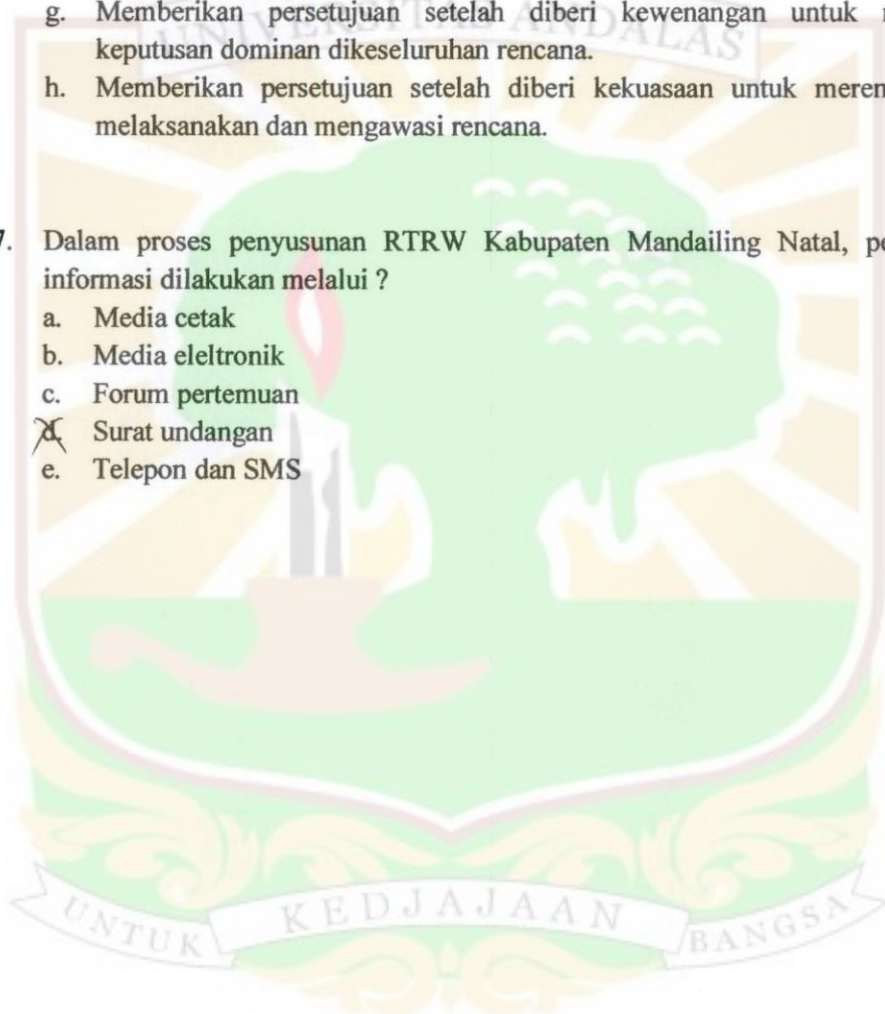 UNIVERSITAS ANDALAS
g. Memberikan persetujuan setelah diberi kewenangan untuk
keputusan dominan dikeseluruhan rencana.
h. Memberikan persetujuan setelah diberi kekuasaan untuk
melaksanakan dan mengawasi rencana.
7. Dalam proses penyusunan RTRW Kabupaten Mandailing Natal,
informasi dilakukan melalui ?
a. Media cetak
b. Media eleltronik
c. Forum pertemuan
d. Surat undangan
e. Telepon dan SMS
UNTUK KEDJAJAAN BANGSA